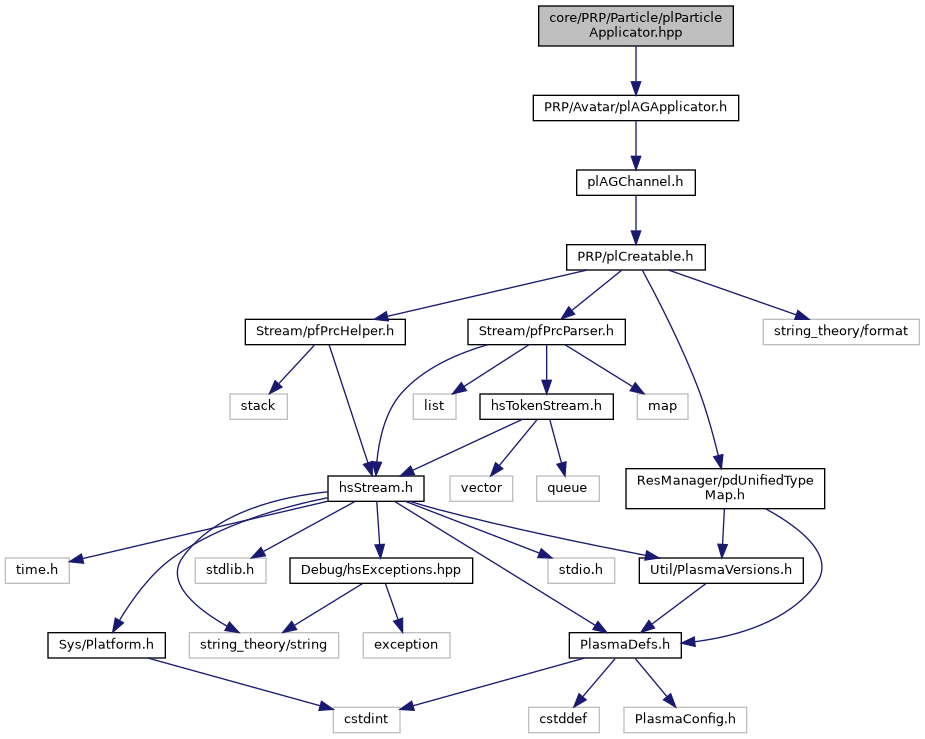 core/PRP/Particle/plParticle
Applicator.hpp
PRP/Avatar/plAGApplicator.h
plAGChannel.h
PRP/plCreatable.h
Stream/pfPrcHelper.h
Stream/pfPrcParser.h
string_theory/format
stack
list
hsTokenStream.h
map
hsStream.h
vector
queue
ResManager/pdUnifiedType
Map.h
time.h
stdlib.h
Debug/hsExceptions.hpp
stdio.h
Util/PlasmaVersions.h
Sys/Platform.h
string_theory/string
exception
PlasmaDefs.h
cstdint
cstddef
PlasmaConfig.h